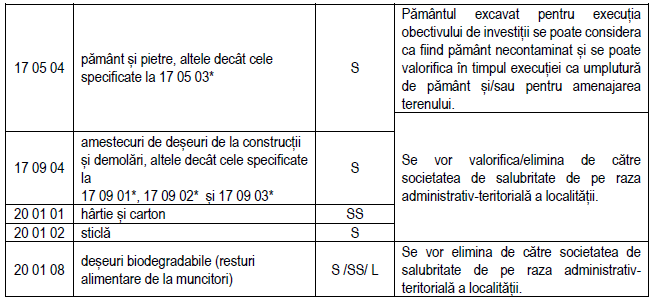 17 05 04
pământ și pietre, altele decât cele
specificate la 17 05 03*
S
Pământul excavat pentru execuția
obiectivului de investiții se poate considera
ca fiind pământ necontaminat și se poate
valorifica în timpul execuției ca umplutură
de pământ și/sau pentru amenajarea
terenului.
17 09 04
amestecuri de deșeuri de la construcții
și demolări, altele decât cele specificate
la
17 09 01*, 17 09 02* și 17 09 03*
S
Se vor valorifica/elimina de către
societatea de salubritate de pe raza
administrativ-teritorială a localității.
20 01 01
hârtie și carton
SS
20 01 02
sticlă
S
20 01 08
deșeuri biodegradabile (resturi
alimentare de la muncitori)
S /SS/ L
Se vor elimina de către societatea de
salubritate de pe raza administrativ-
teritorială a localității.